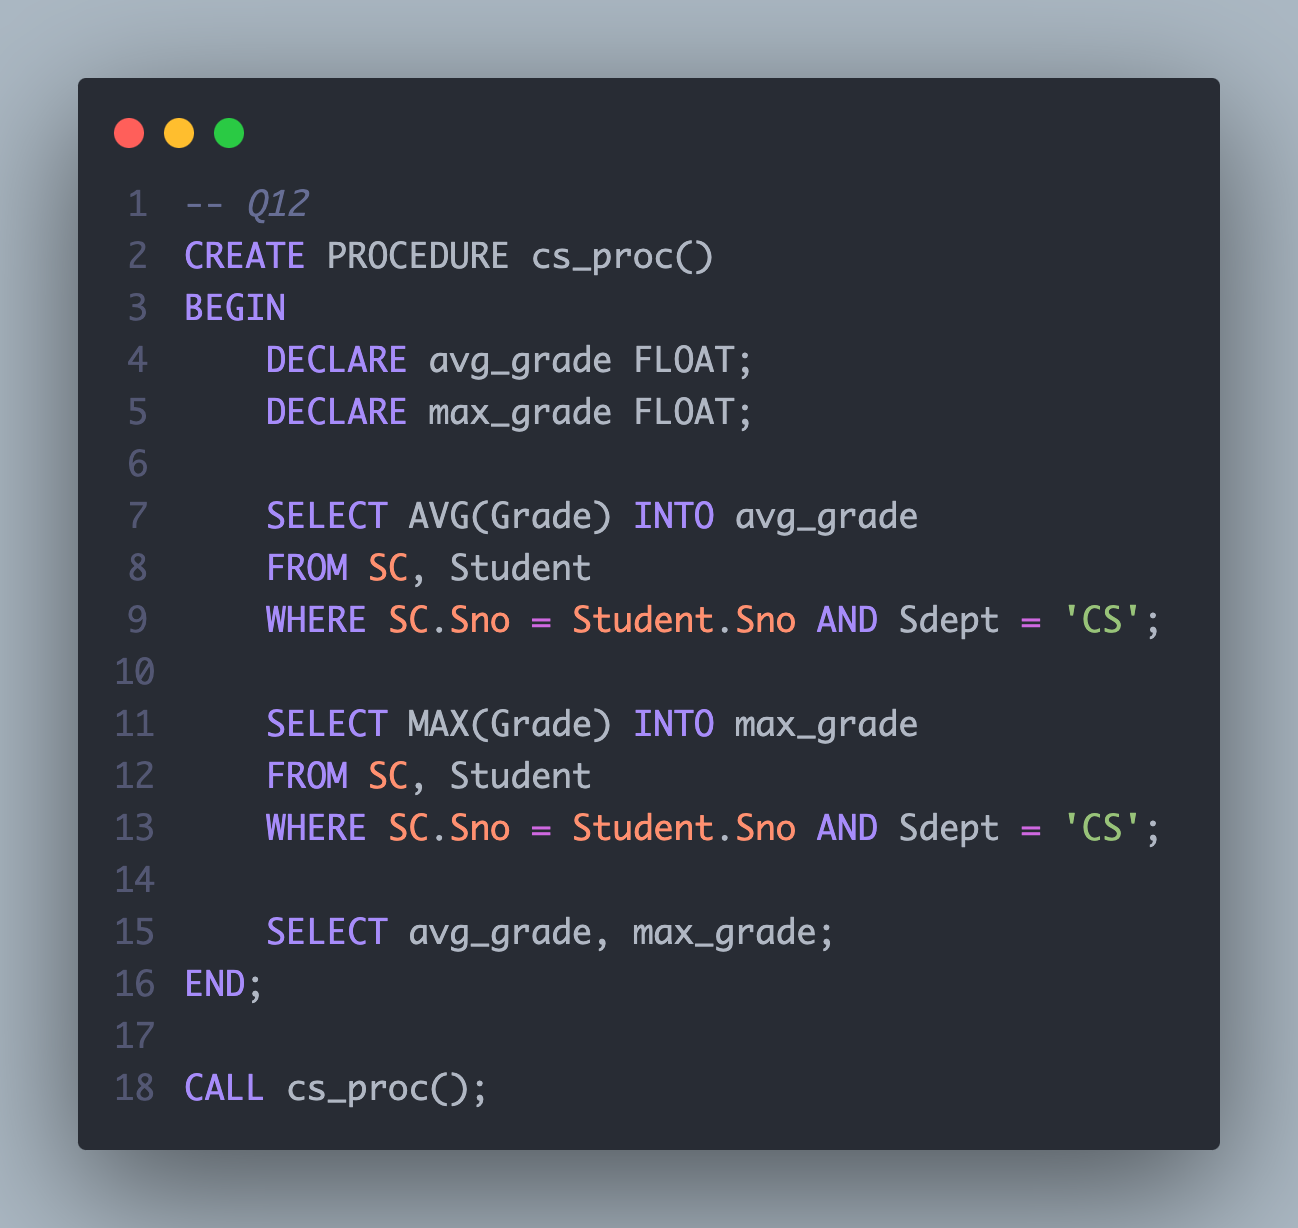 1 -- Q12
2 CREATE PROCEDURE cs_proc()
3 BEGIN
4     DECLARE avg_grade FLOAT;
5     DECLARE max_grade FLOAT;
6
7     SELECT AVG(Grade) INTO avg_grade
8     FROM SC, Student
9     WHERE SC.Sno = Student.Sno AND Sdept = 'CS';
10
11     SELECT MAX(Grade) INTO max_grade
12     FROM SC, Student
13     WHERE SC.Sno = Student.Sno AND Sdept = 'CS';
14
15     SELECT avg_grade, max_grade;
16 END;
17
18 CALL cs_proc();